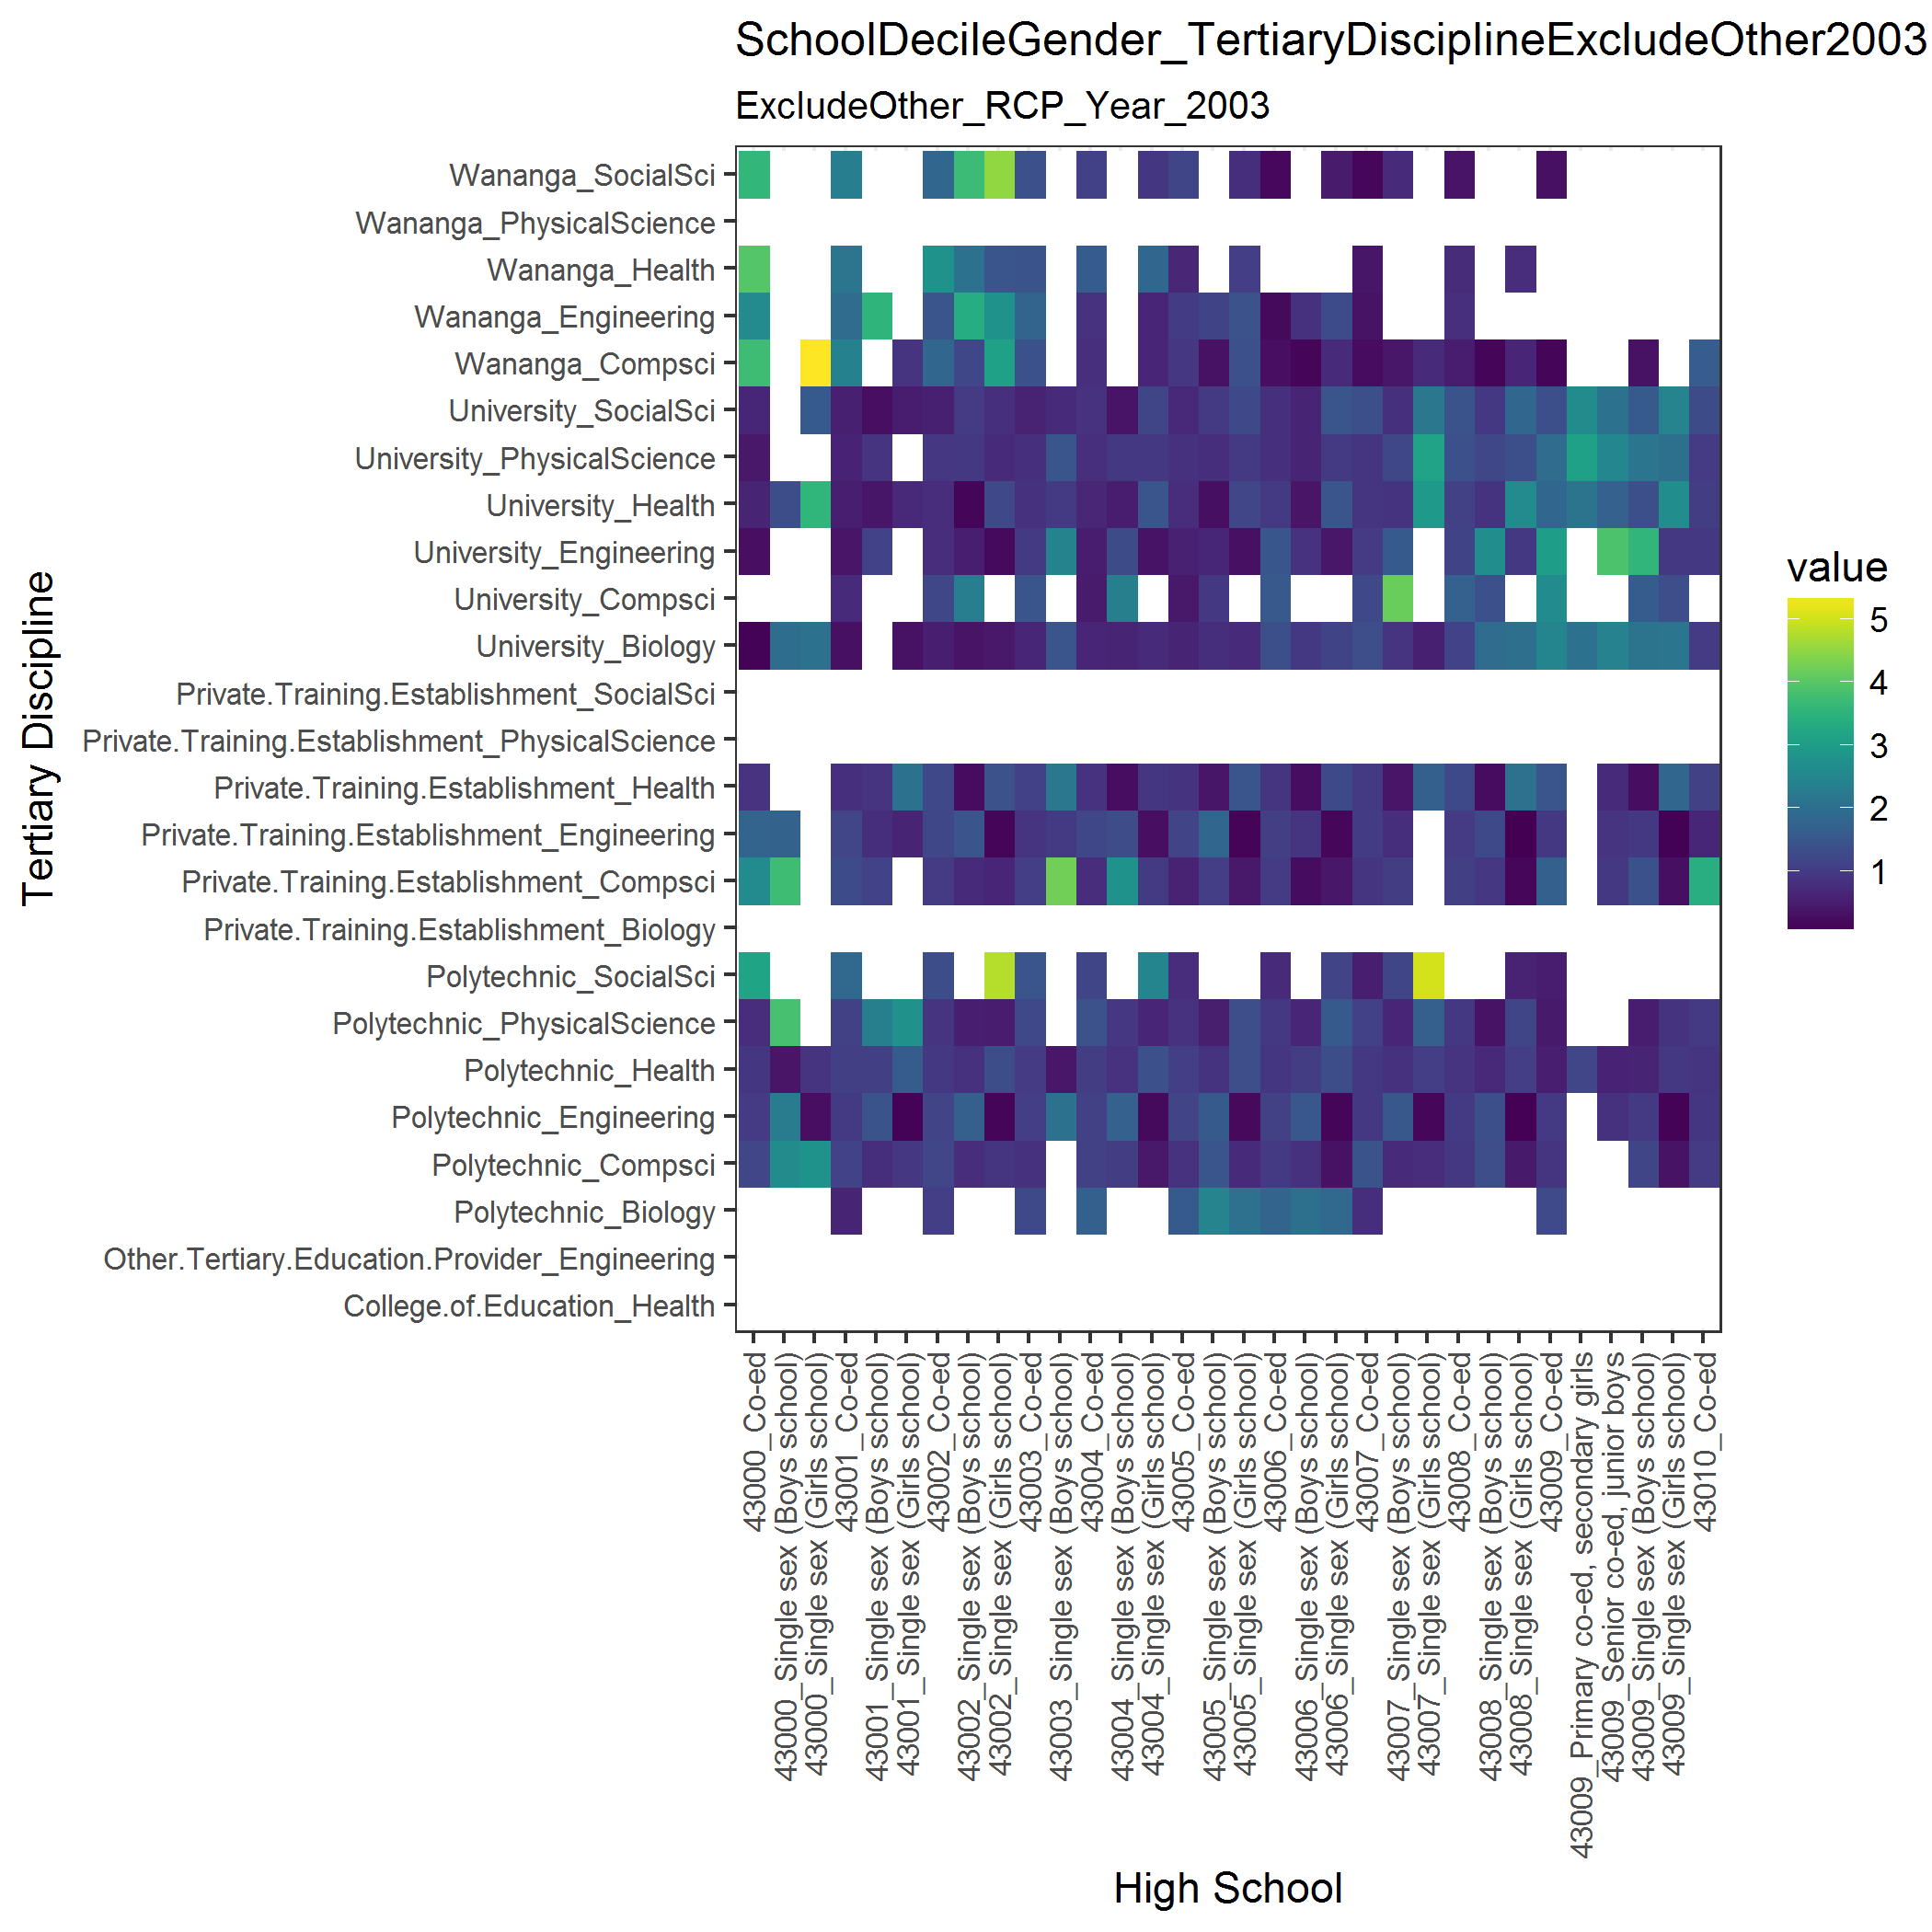 SchoolDecileGender_TertiaryDisciplineExcludeOther2003
ExcludeOther_RCP_Year_2003
Tertiary Discipline
Wananga_SocialSci
Wananga_PhysicalScience
Wananga_Health
Wananga_Engineering
Wananga_Compsci
University_SocialSci
University_PhysicalScience
University_Health
University_Engineering
University_Compsci
University_Biology
Private.Training.Establishment_SocialSci
Private.Training.Establishment_PhysicalScience
Private.Training.Establishment_Health
Private.Training.Establishment_Engineering
Private.Training.Establishment_Compsci
Private.Training.Establishment_Biology
Polytechnic_SocialSci
Polytechnic_PhysicalScience
Polytechnic_Health
Polytechnic_Engineering
Polytechnic_Compsci
Polytechnic_Biology
Other.Tertiary.Education.Provider_Engineering
College.of.Education_Health
43000_Co-ed
43000_Single sex (Boys school)
43000_Single sex (Girls school)
43001_Co-ed
43001_Single sex (Boys school)
43001_Single sex (Girls school)
43002_Co-ed
43002_Single sex (Boys school)
43002_Single sex (Girls school)
43003_Co-ed
43003_Single sex (Boys school)
43004_Co-ed
43004_Single sex (Boys school)
43004_Single sex (Girls school)
43005_Co-ed
43005_Single sex (Boys school)
43005_Single sex (Girls school)
43006_Co-ed
43006_Single sex (Boys school)
43006_Single sex (Girls school)
43007_Co-ed
43007_Single sex (Boys school)
43007_Single sex (Girls school)
43008_Co-ed
43008_Single sex (Boys school)
43008_Single sex (Girls school)
43009_Co-ed
43009_Primary co-ed, secondary girls
43009_Senior co-ed, junior boys
43009_Single sex (Boys school)
43009_Single sex (Girls school)
43010_Co-ed
High School
value
5
4
3
2
1